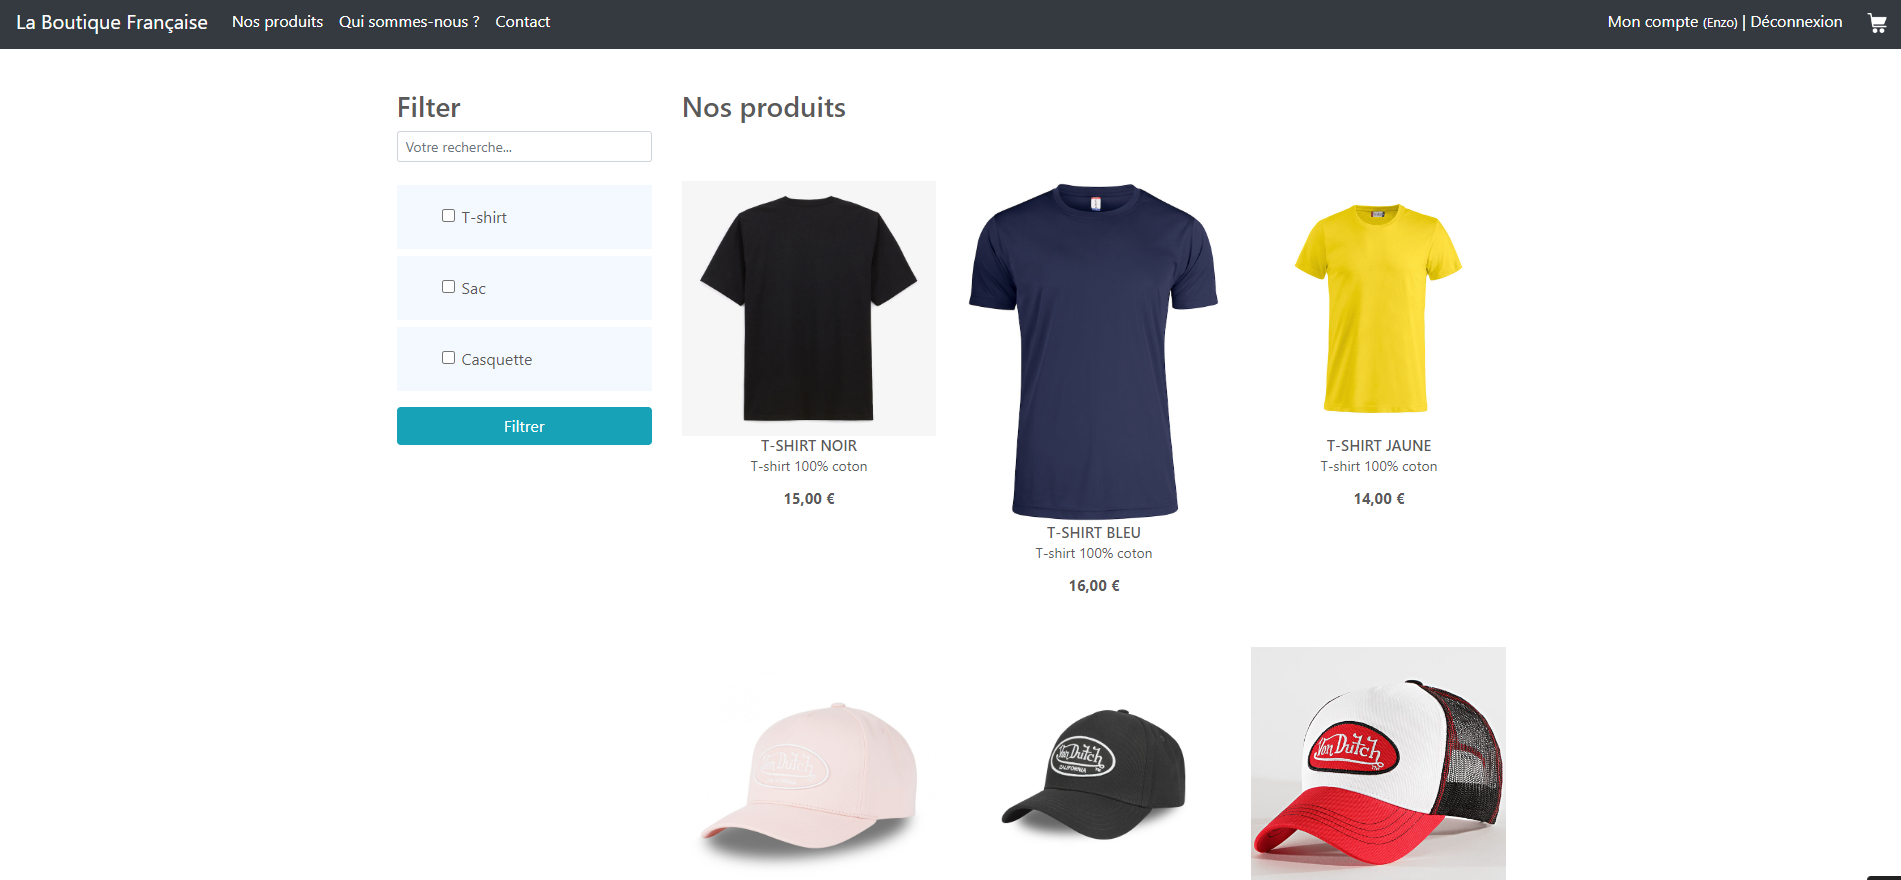 La Boutique Française
Nos produits
Qui sommes-nous ?
Contact
Mon compte (Enzo) | Déconnexion
Filter
Votre recherche...
T-shirt
Sac
Casquette
Filtrer
Nos produits
T-SHIRT NOIR
T-shirt 100% coton
15,00 €
T-SHIRT BLEU
T-shirt 100% coton
16,00 €
T-SHIRT JAUNE
T-shirt 100% coton
14,00 €
Von Dutch
Von Dutch
CALIFORNIA
Von Dutch